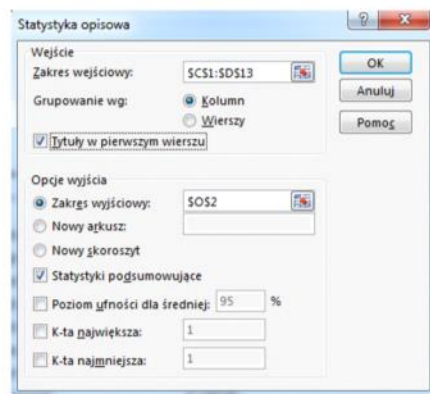 Statystyka opisowa
Wejście
Zakres wejściowy: $C$1:$D$13
Grupowanie wg: Kolumn
Wierszy
Tytuły w pierwszym wierszu
OK
Anuluj
Pomoc
Opcje wyjścia
Zakres wyjściowy: $O$2
Nowy arkusz:
Nowy skoroszyt
Statystyki podsumowujące
Poziom ufności dla średniej: 95 %
K-ta największa: 1
K-ta najmniejsza: 1